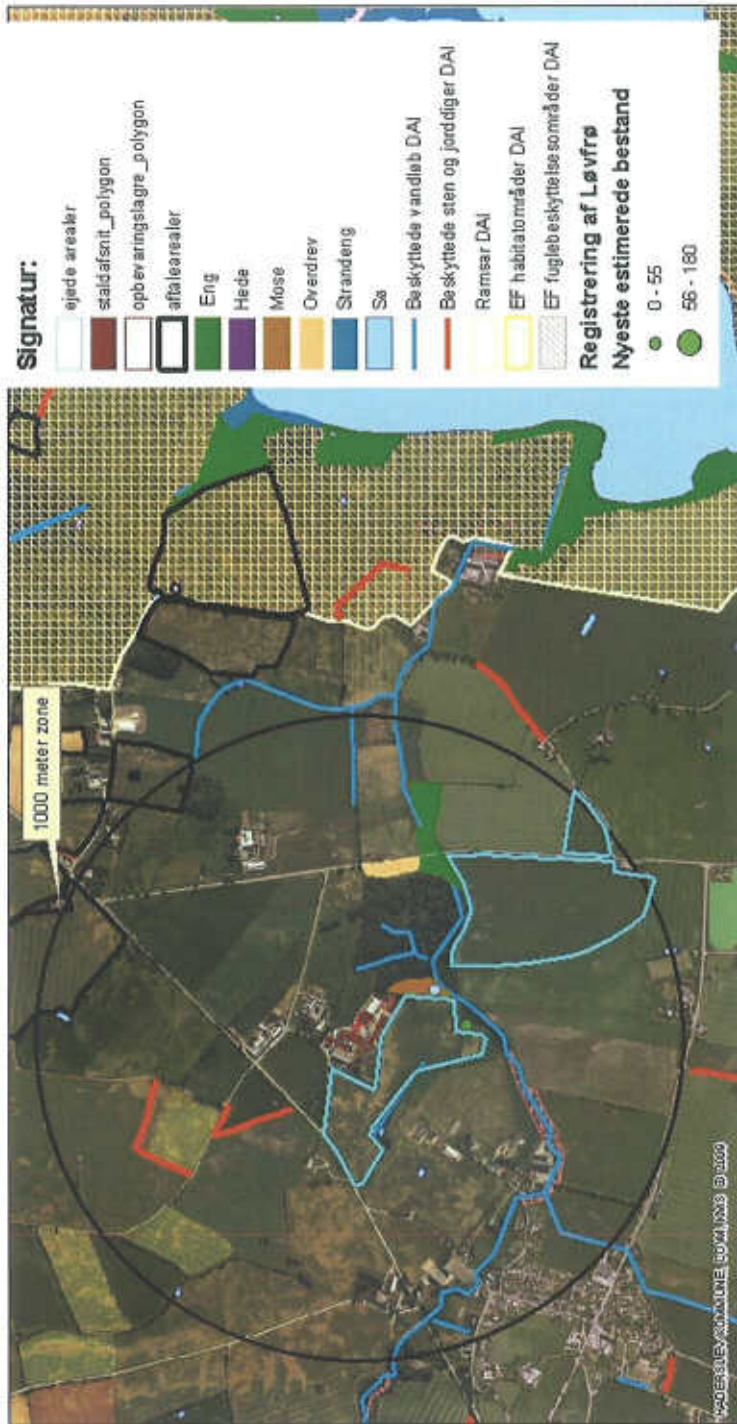 1000 meter zone
Signatur:
ejede arealer
staldafsnit_polygon
opbevaringslagre_polygon
aftalearealer
Eng
Hede
Mose
Overdrev
Strandeng
Sø
Beskyttede vandløb DAI
Beskyttede sten og jorddiger DAI
Ramsar DAI
EF habitatområder DAI
EF fuglebeskyttelsesområder DAI
Registrering af Løvfrø
Nyeste estimerede bestand
0 - 55
56 - 180
HADERSLEV KOMMUNE,